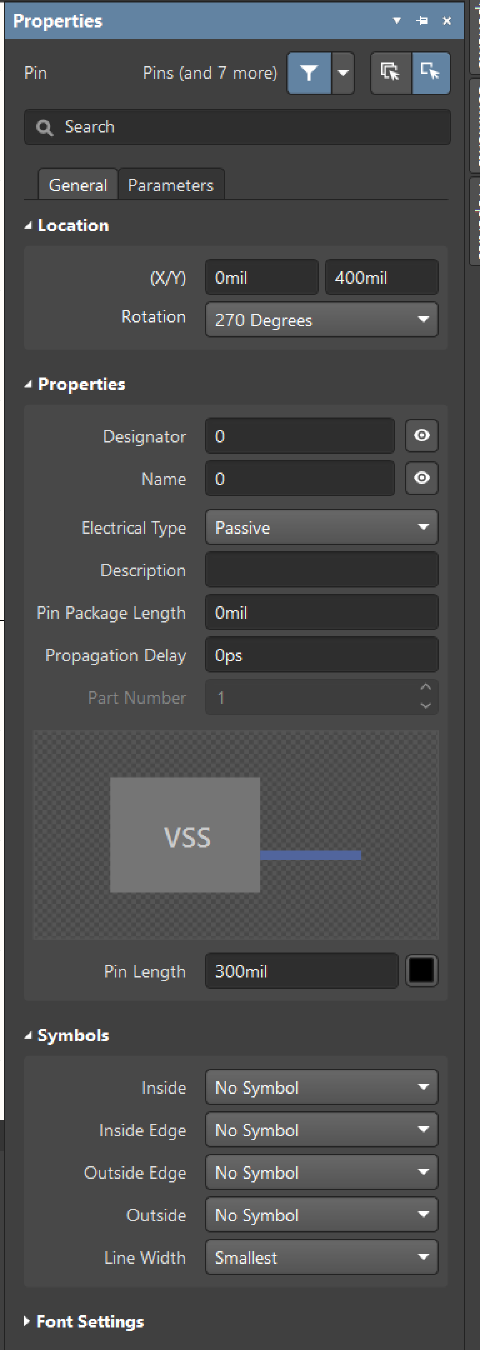 Properties
Pin Pins (and 7 more)
Search
General Parameters
Location
(X/Y) 0mil 400mil
Rotation 270 Degrees
Properties
Designator 0
Name 0
Electrical Type Passive
Description
Pin Package Length 0mil
Propagation Delay 0ps
Part Number 1
VSS
Pin Length 300mil
Symbols
Inside No Symbol
Inside Edge No Symbol
Outside Edge No Symbol
Outside No Symbol
Line Width Smallest
Font Settings